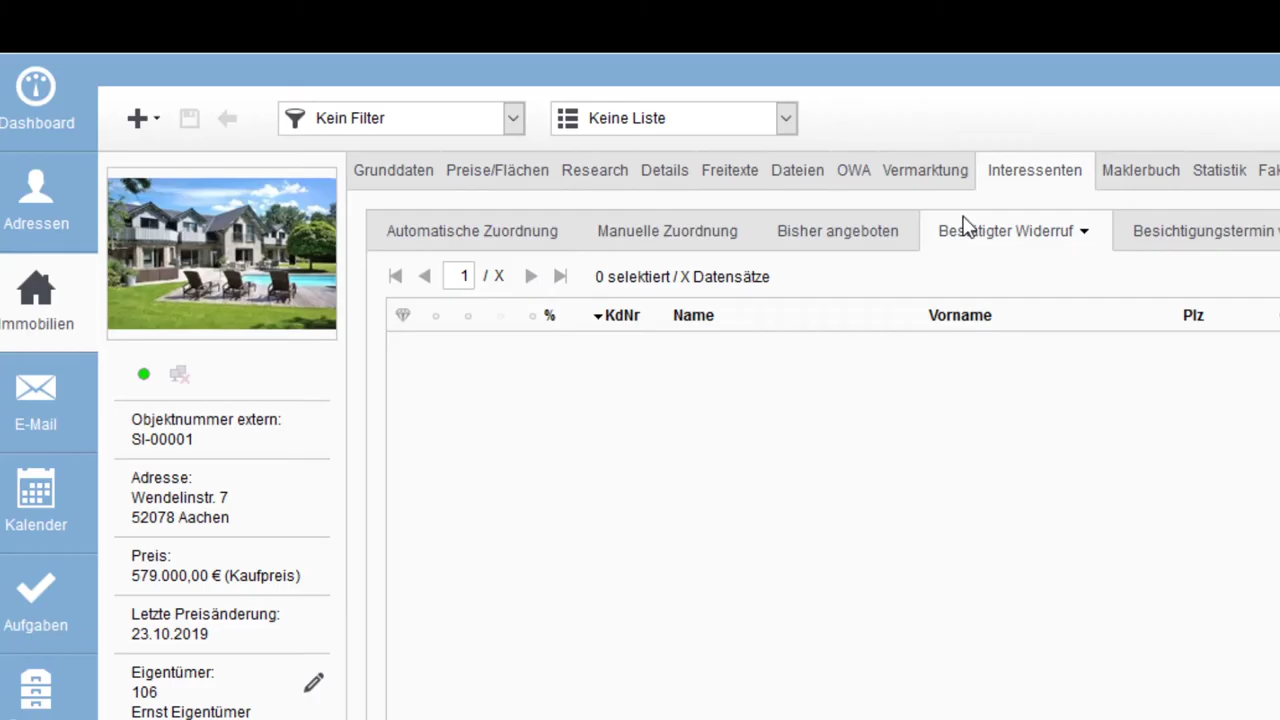 Dashboard
Adressen
Immobilien
E-Mail
Kalender
Aufgaben
Kein Filter
Keine Liste
Grunddaten Preise/Flächen Research Details Freitexte Dateien OWA Vermarktung Interessenten Maklerbuch Statistik
Automatische Zuordnung Manuelle Zuordnung Bisher angeboten Bestätigter Widerruf Besichtigungstermin
1 / X 0 selektiert / X Datensätze
% KdNr Name Vorname Plz
Objektnummer extern:
SI-00001
Adresse:
Wendelinstr. 7
52078 Aachen
Preis:
579.000,00 € (Kaufpreis)
Letzte Preisänderung:
23.10.2019
Eigentümer:
106
Ernst Eigentümer